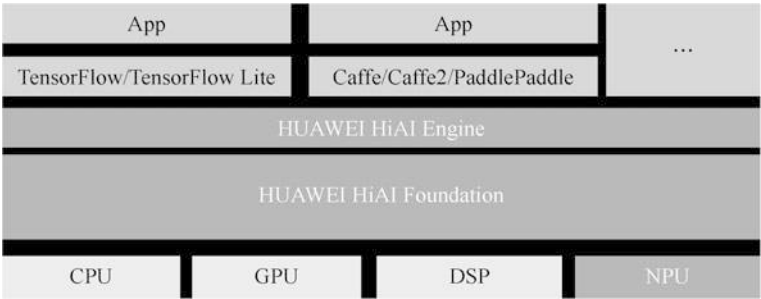 App
App
...
TensorFlow/TensorFlow Lite
Caffe/Caffe2/PaddlePaddle
HUAWEI HiAI Engine
HUAWEI HiAI Foundation
CPU
GPU
DSP
NPU